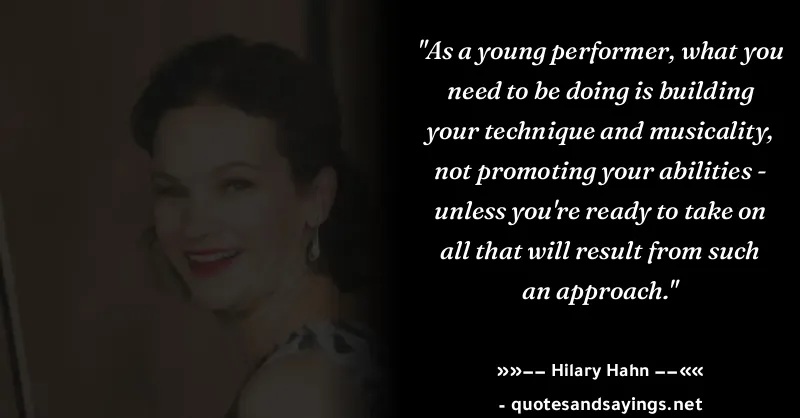 "As a young performer, what you
need to be doing is building
your technique and musicality,
not promoting your abilities -
unless you're ready to take on
all that will result from such
an approach."
»»−− Hilary Hahn −−««
- quotesandsayings.net